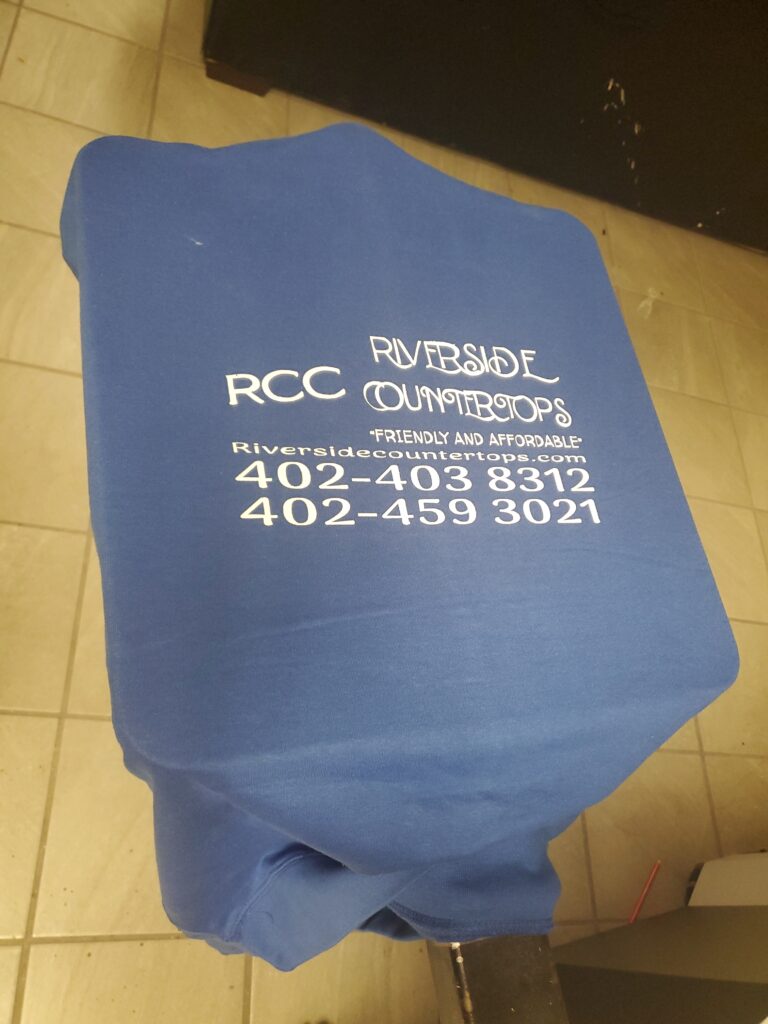 RCC
RIVERSIDE
COUNTERTOPS
"FRIENDLY AND AFFORDABLE"
Riversidecountertops.com
402-403 8312
402-459 3021